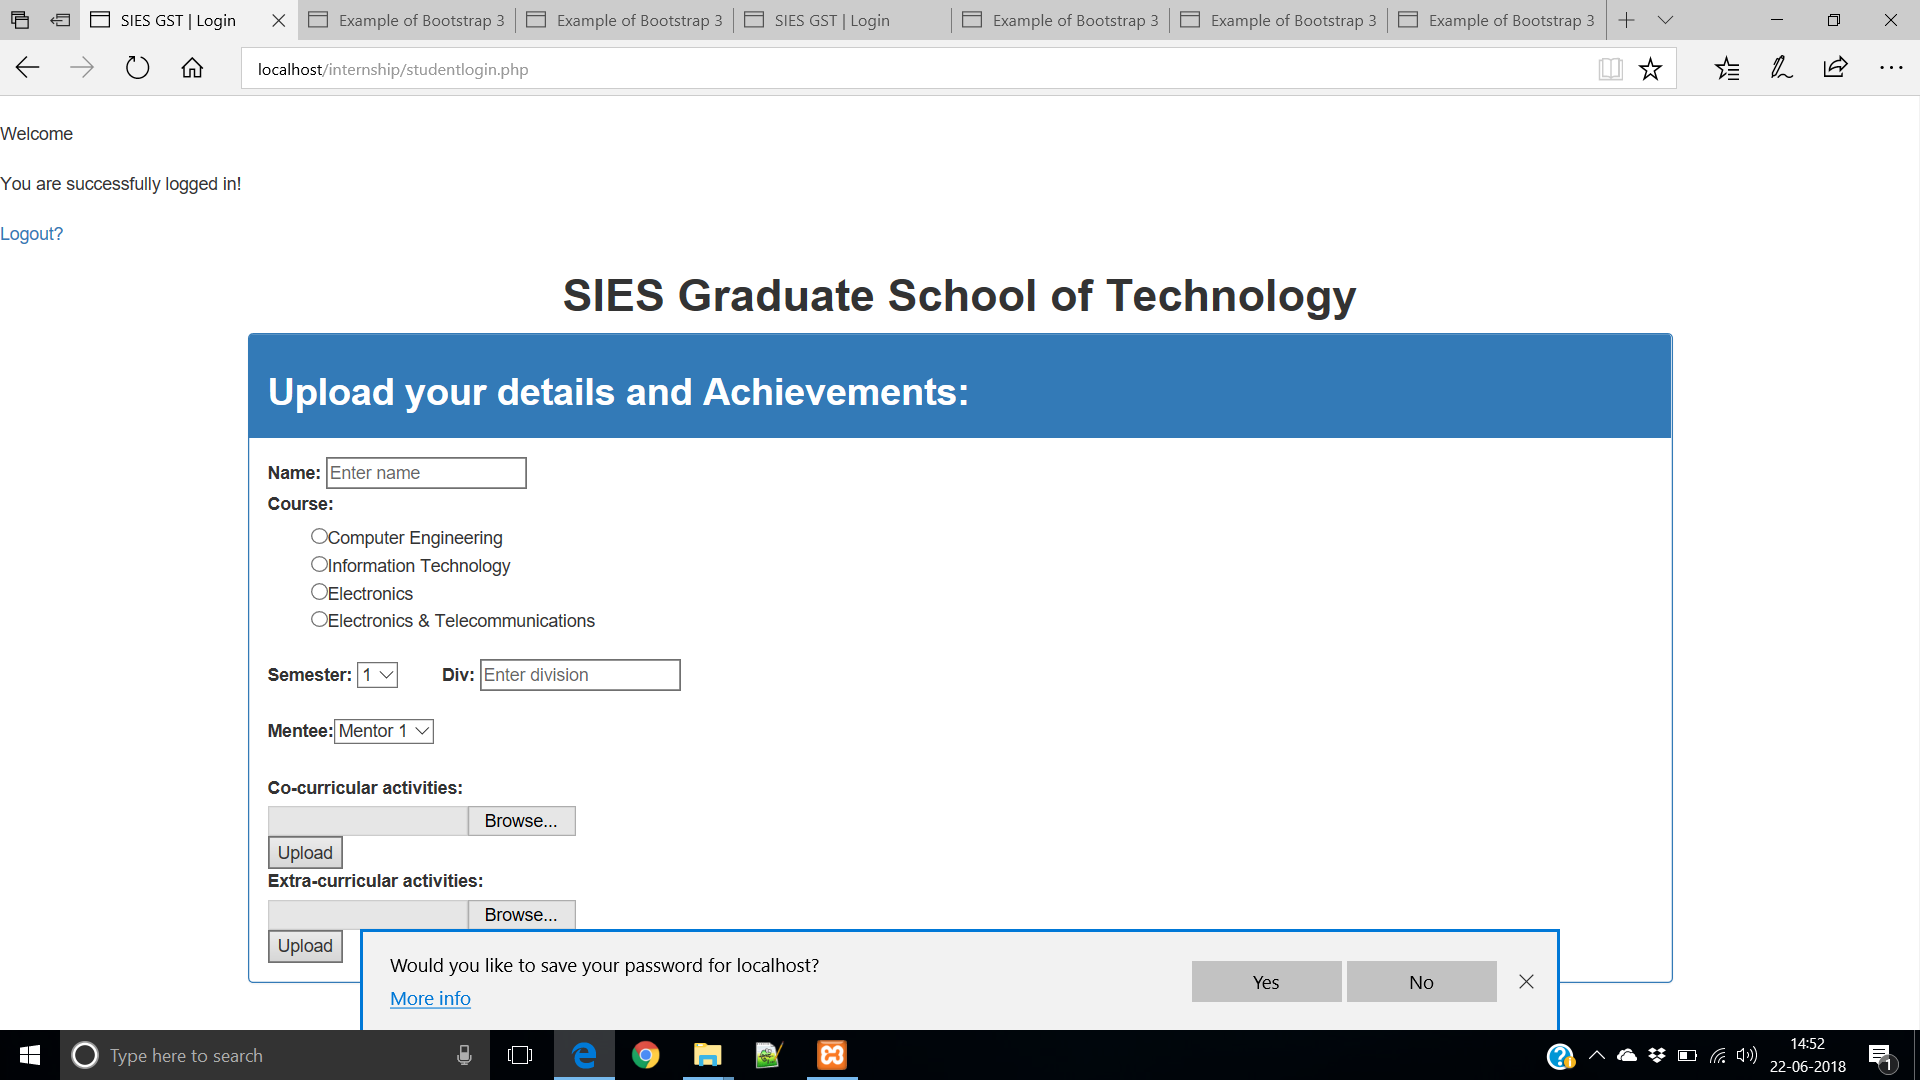 SIES GST | Login
Example of Bootstrap 3
Example of Bootstrap 3
SIES GST | Login
Example of Bootstrap 3
Example of Bootstrap 3
Example of Bootstrap 3
localhost/internship/studentlogin.php
Welcome
You are successfully logged in!
Logout?
SIES Graduate School of Technology
Upload your details and Achievements:
Name: Enter name
Course:
Computer Engineering
Information Technology
Electronics
Electronics & Telecommunications
Semester: 1 Div: Enter division
Mentee: Mentor 1
Co-curricular activities:
Browse...
Upload
Extra-curricular activities:
Browse...
Upload
Would you like to save your password for localhost?
More info
Yes
No
Type here to search
14:52
22-06-2018
1